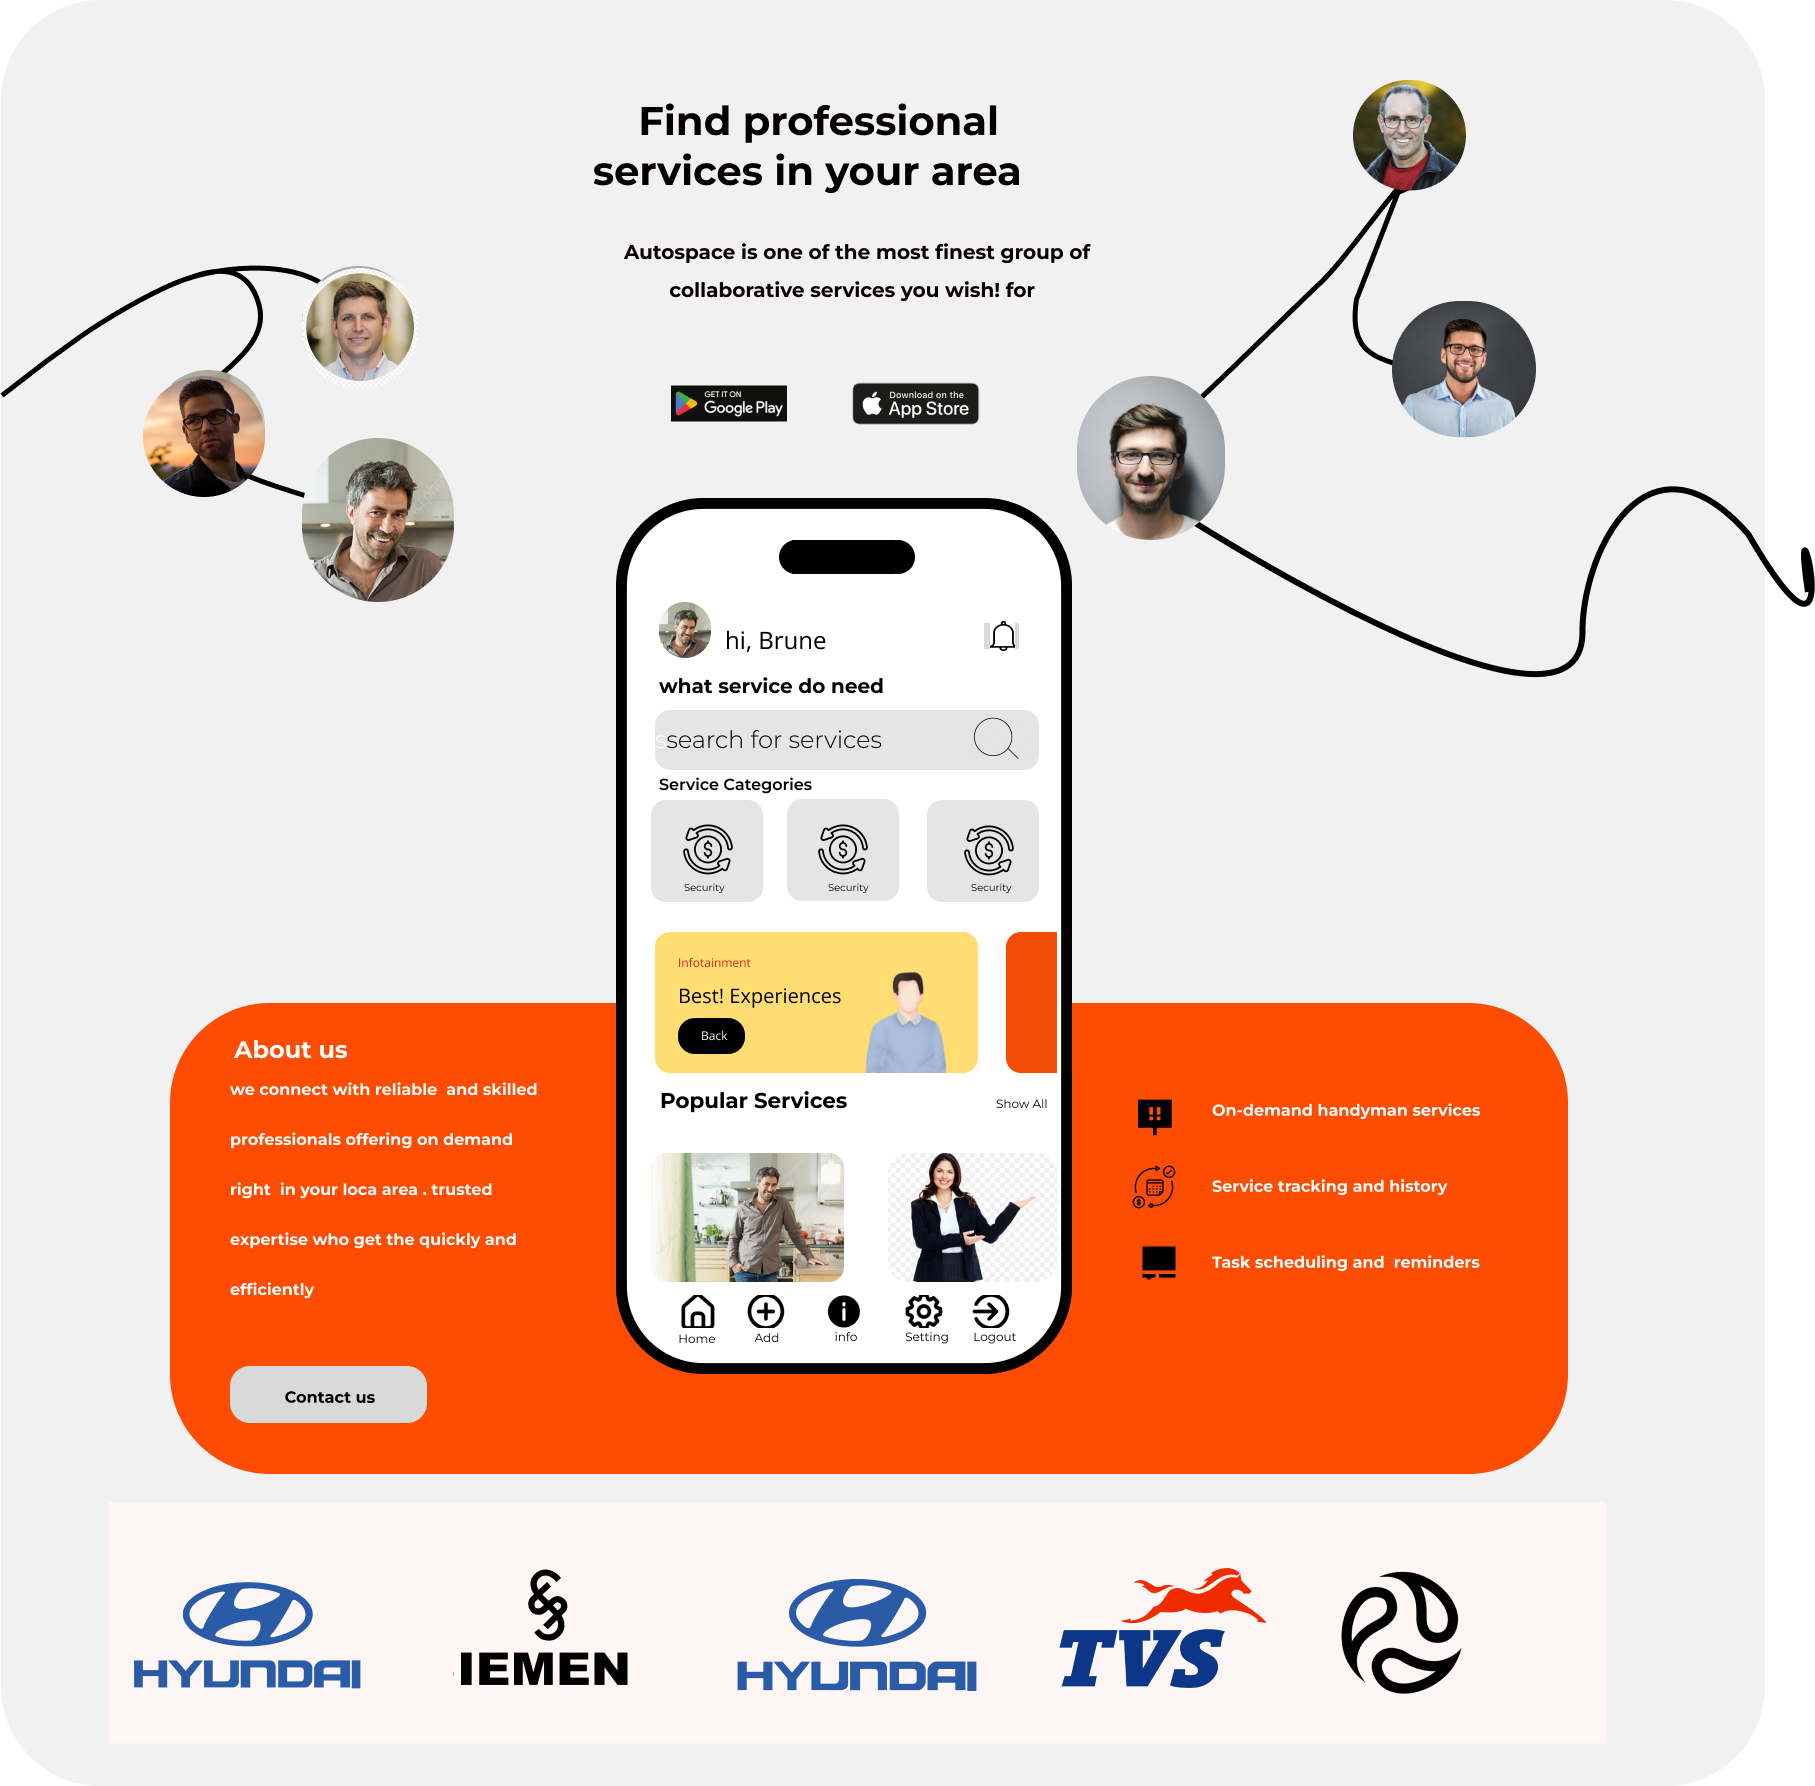 Find professional
services in your area
Autospace is one of the most finest group of
collaborative services you wish! for
GET IT ON
Google Play
Download on the
App Store
hi, Brune
what service do need
ssearch for services
Service Categories
Security
Security
Security
Infotainment
Best! Experiences
Back
Popular Services
Show All
Home
Add
info
Setting
Logout
About us
we connect with reliable  and skilled
professionals offering on demand
right  in your loca area . trusted
expertise who get the quickly and
efficiently
Contact us
On-demand handyman services
Service tracking and history
Task scheduling and  reminders
HYUNDAI
IEMEN
HYUNDAI
TVS